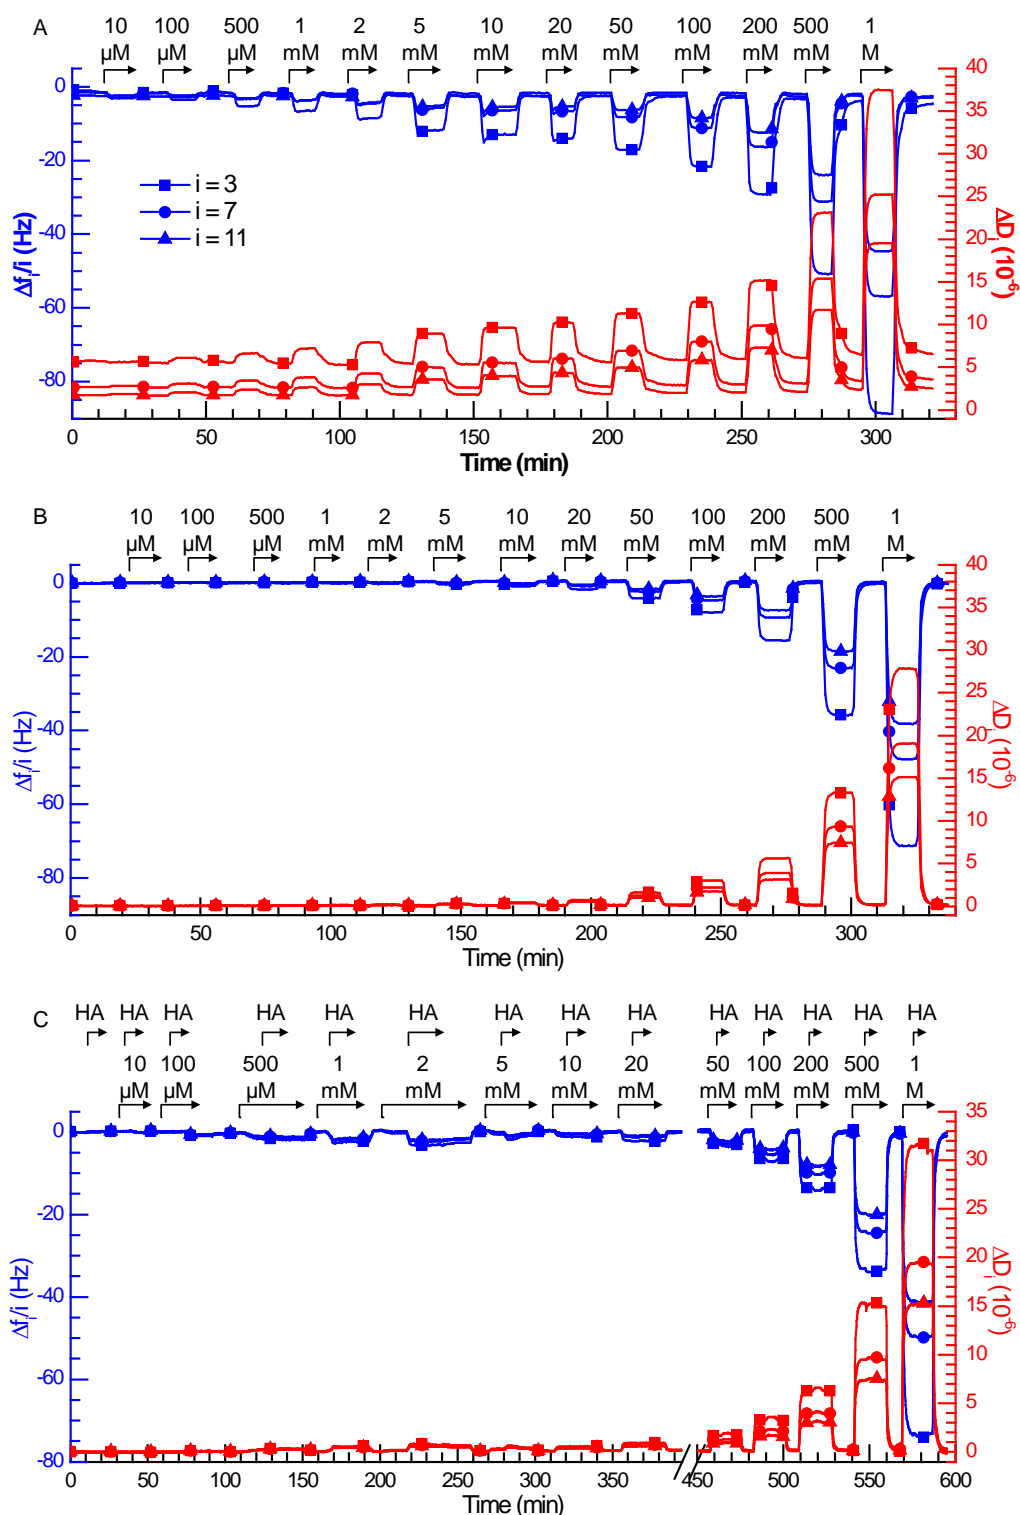 A
10 100 500 1 2 5 10 20 50 100 200 500 1
µM µM µM mM mM mM mM mM mM mM mM mM M
0 -20 -40 -60 -80
Δfi/i (Hz)
i = 3
i = 7
i = 11
40 35 30 25 20 15 10 5 0
ΔDi (10-6)
0 50 100 150 200 250 300
Time (min)
B
10 100 500 1 2 5 10 20 50 100 200 500 1
µM µM µM mM mM mM mM mM mM mM mM mM M
0 -20 -40 -60 -80
Δfi/i (Hz)
40 35 30 25 20 15 10 5 0
ΔDi (10-6)
0 50 100 150 200 250 300
Time (min)
C
HA HA HA HA HA HA HA HA HA HA HA HA HA HA
10 100 500 1 2 5 10 20 50 100 200 500 1
µM µM µM mM mM mM mM mM mM mM mM mM M
0 -20 -40 -60 -80
Δfi/i (Hz)
35 30 25 20 15 10 5 0
ΔDi (10-6)
0 50 100 150 200 250 300 350 450 500 550 600
Time (min)